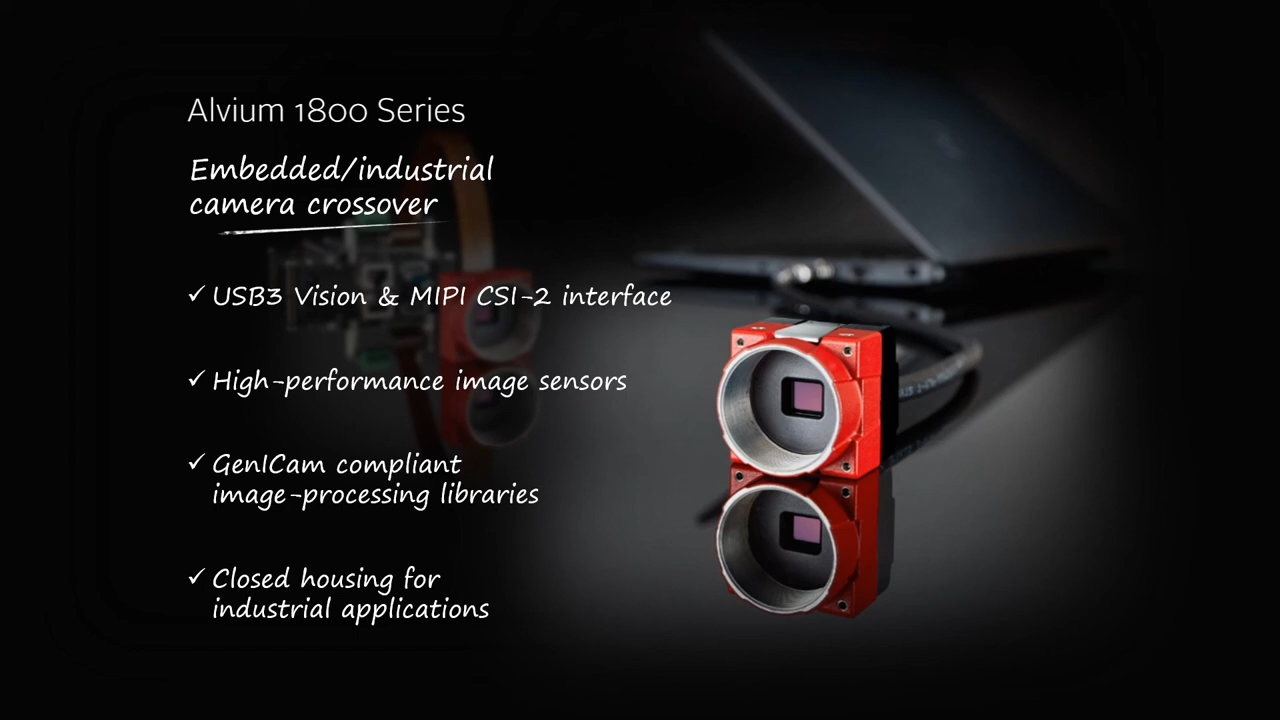 Alvium 1800 Series
Embedded/industrial
camera crossover
✓ USB3 Vision & MIPI CSI-2 interface
✓ High-performance image sensors
✓ GenICam compliant
image-processing libraries
✓ Closed housing for
industrial applications